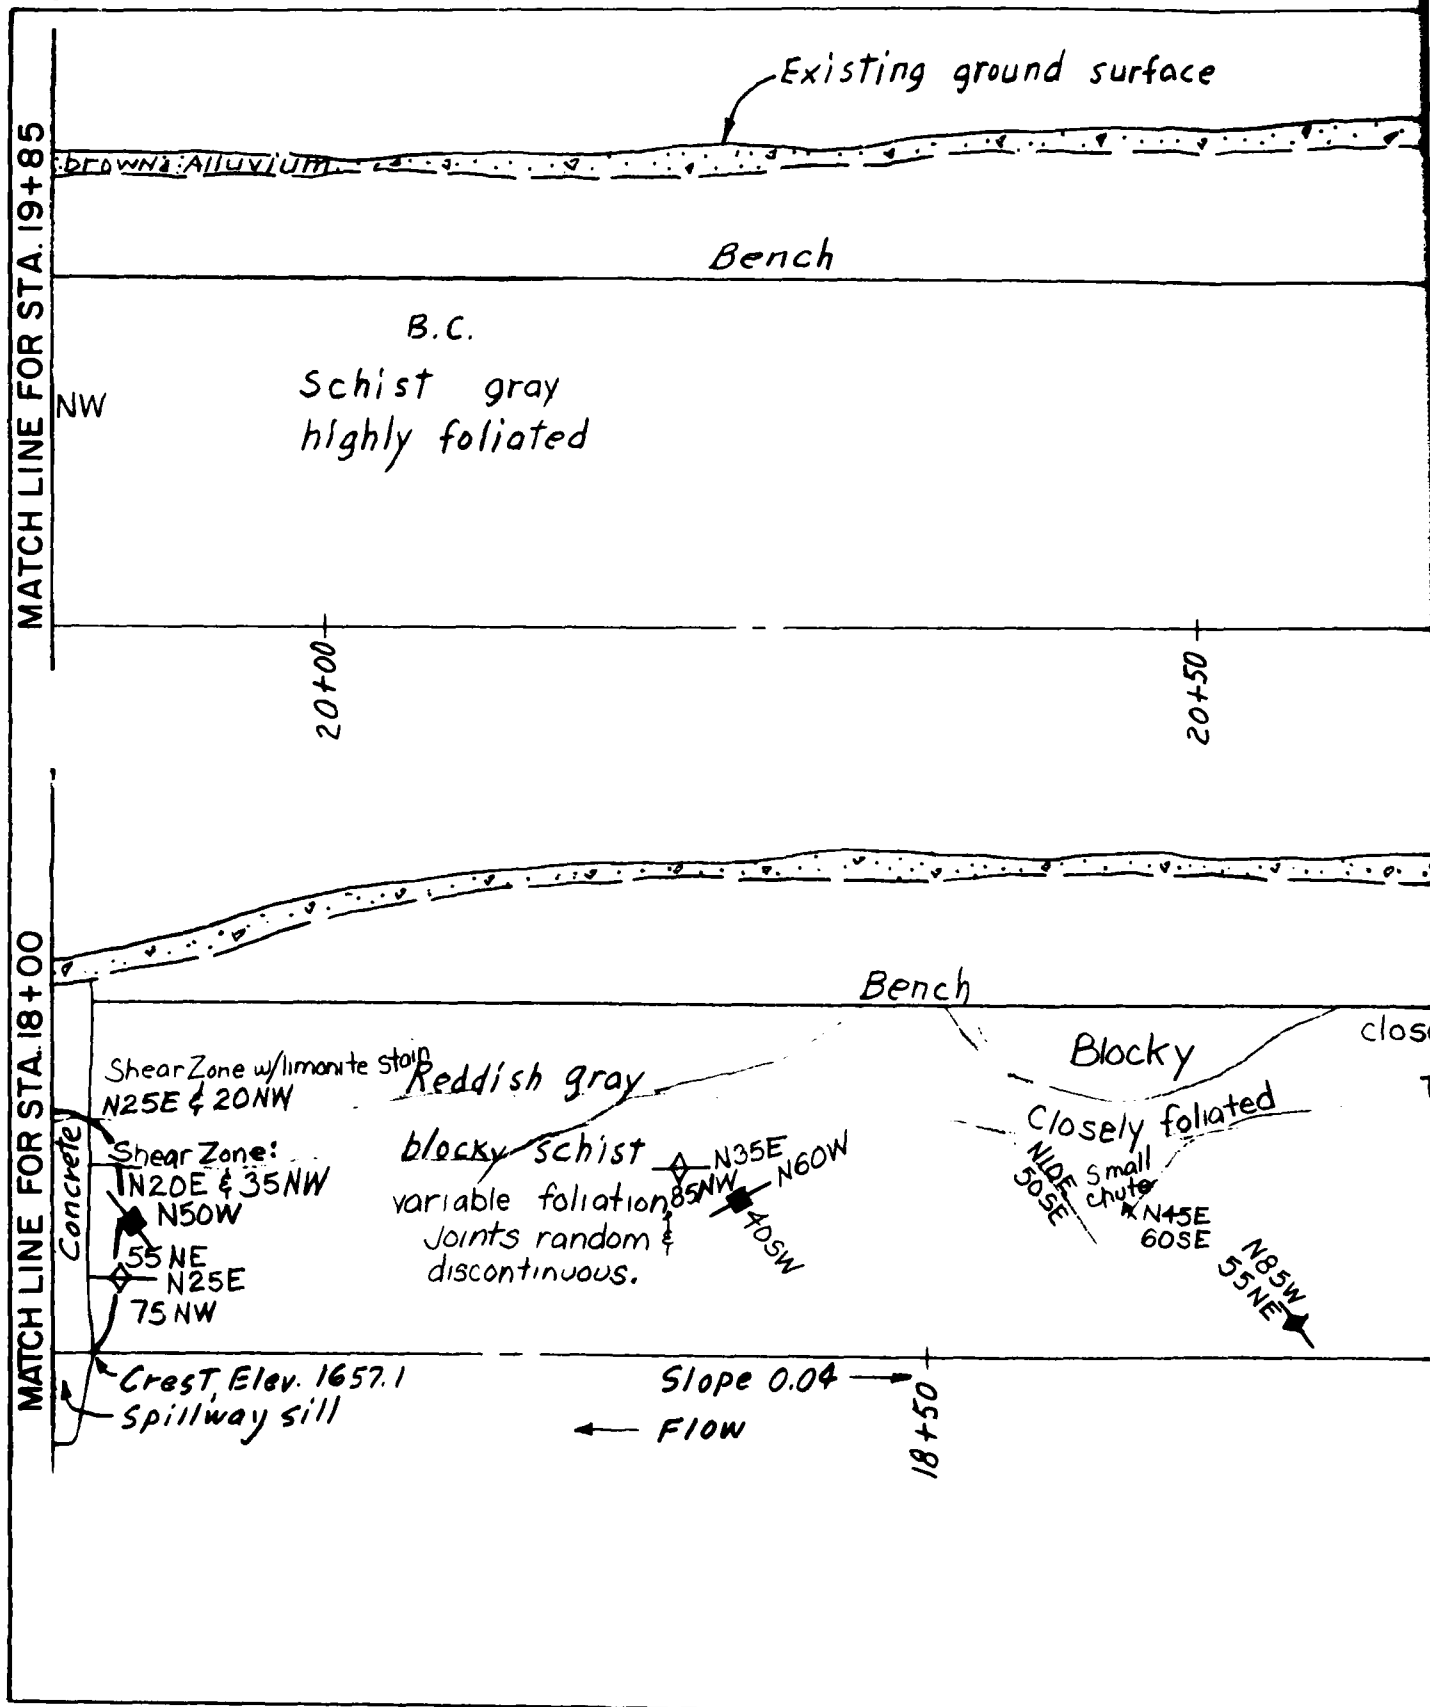 MATCH LINE FOR STA. 19+85
Existing ground surface
brown Alluvium
Bench
B.C.
Schist gray
highly foliated
NW
20+00
20+50
MATCH LINE FOR STA. 18+00
Bench
Shear Zone w/limonite stain
N25E & 20NW
Reddish gray
Blocky
Closely foliated
Concrete
Shear Zone:
N20E & 35NW
N50W
55 NE
N25E
75 NW
blocky schist
variable foliation,
Joints random &
discontinuous.
N35E
85NW
N60W
40SW
N10E
50SE
Small
chute
N45E
60SE
N85W
55NE
Crest Elev. 1657.1
Spillway sill
Slope 0.04
Flow
18+50